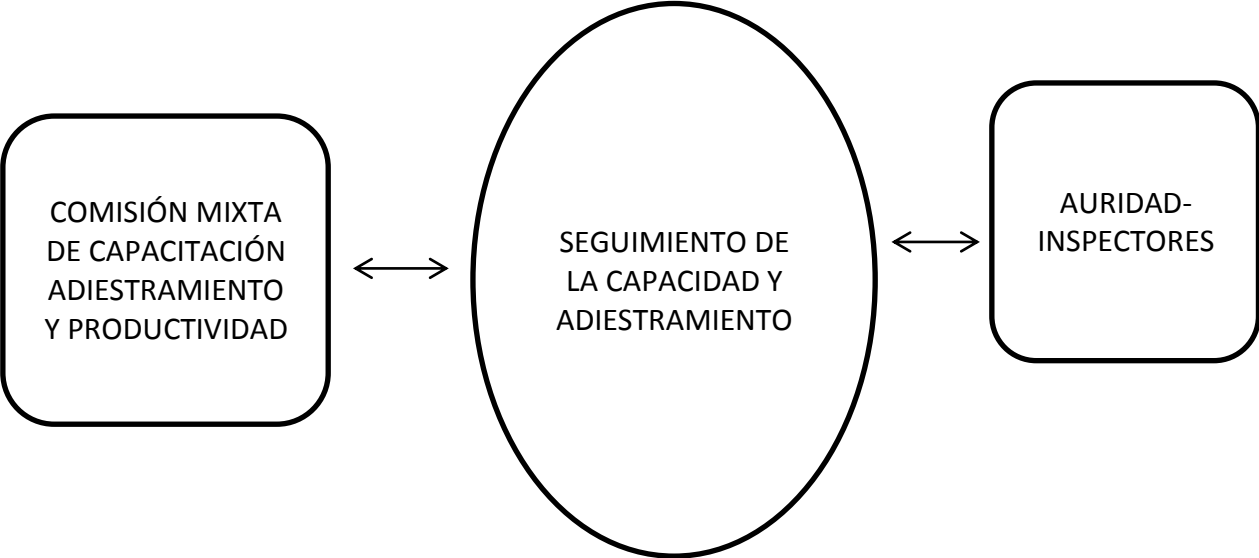 COMISIÓN MIXTA
DE CAPACITACIÓN
ADIESTRAMIENTO
Y PRODUCTIVIDAD
SEGUIMIENTO DE
LA CAPACIDAD Y
ADIESTRAMIENTO
AURIDAD-
INSPECTORES